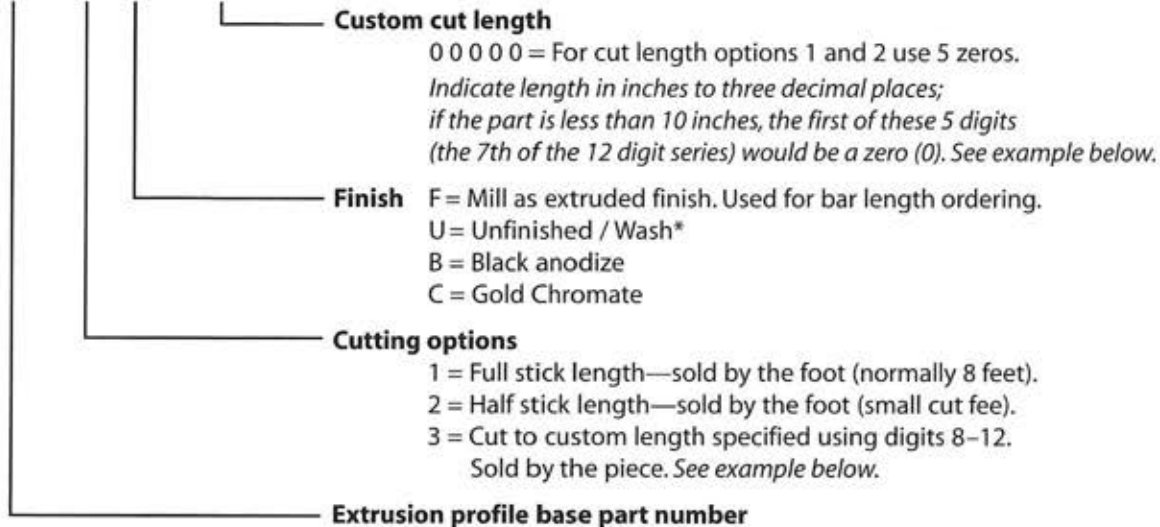 Custom cut length
0 0 0 0 0 = For cut length options 1 and 2 use 5 zeros.
Indicate length in inches to three decimal places;
if the part is less than 10 inches, the first of these 5 digits
(the 7th of the 12 digit series) would be a zero (0). See example below.
Finish F = Mill as extruded finish. Used for bar length ordering.
U = Unfinished / Wash*
B = Black anodize
C = Gold Chromate
Cutting options
1 = Full stick length—sold by the foot (normally 8 feet).
2 = Half stick length—sold by the foot (small cut fee).
3 = Cut to custom length specified using digits 8–12.
Sold by the piece. See example below.
Extrusion profile base part number